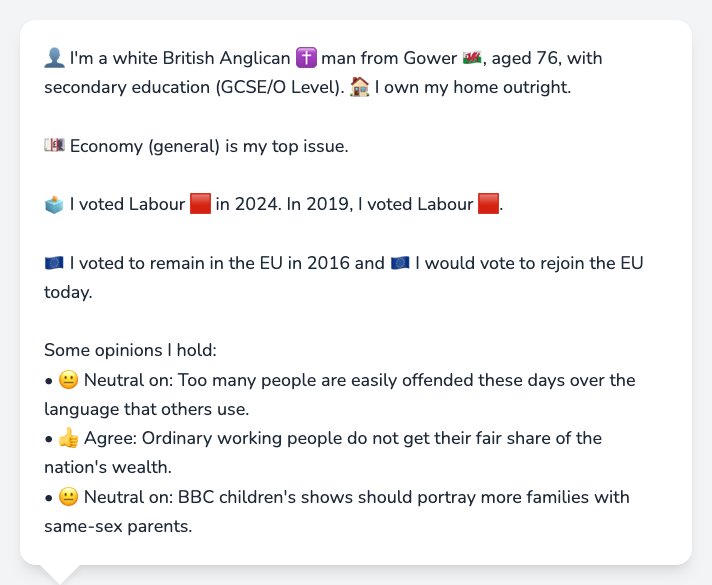 👤 I'm a white British Anglican ✝️ man from Gower 🏴󠁧󠁢󠁷󠁬󠁳󠁿, aged 76, with
secondary education (GCSE/O Level). 🏠 I own my home outright.
💷 Economy (general) is my top issue.
🗳️ I voted Labour 🟥 in 2024. In 2019, I voted Labour 🟥.
🇪🇺 I voted to remain in the EU in 2016 and 🇪🇺 I would vote to rejoin the EU
today.
Some opinions I hold:
• 😐 Neutral on: Too many people are easily offended these days over the
language that others use.
• 👍 Agree: Ordinary working people do not get their fair share of the
nation's wealth.
• 😐 Neutral on: BBC children's shows should portray more families with
same-sex parents.